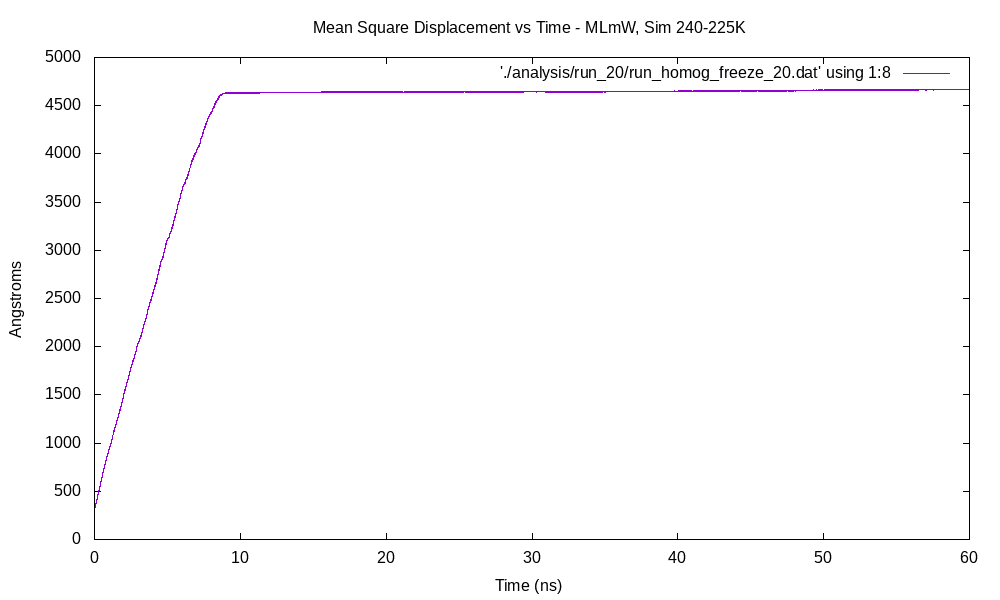 Mean Square Displacement vs Time - MLmW, Sim 240-225K
'./analysis/run_20/run_homog_freeze_20.dat' using 1:8
5000
4500
4000
3500
3000
2500
2000
1500
1000
500
0
Angstroms
0 10 20 30 40 50 60
Time (ns)